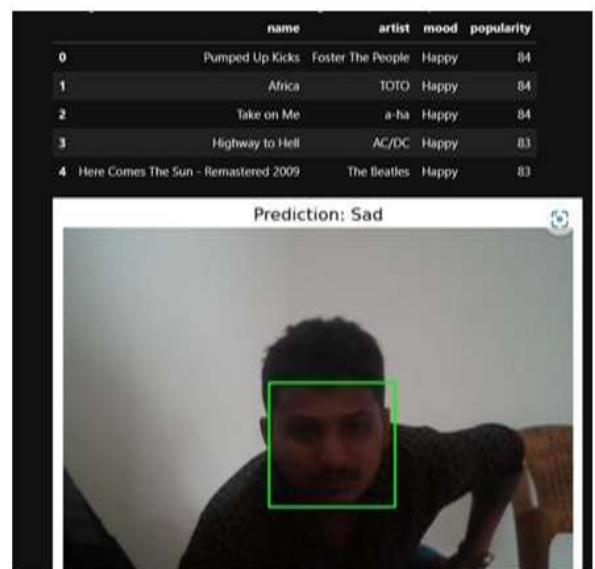 name artist mood popularity
0 Pumped Up Kicks Foster The People Happy 84
1 Africa TOTO Happy 84
2 Take on Me a-ha Happy 84
3 Highway to Hell AC/DC Happy 83
4 Here Comes The Sun - Remastered 2009 The Beatles Happy 83
Prediction: Sad